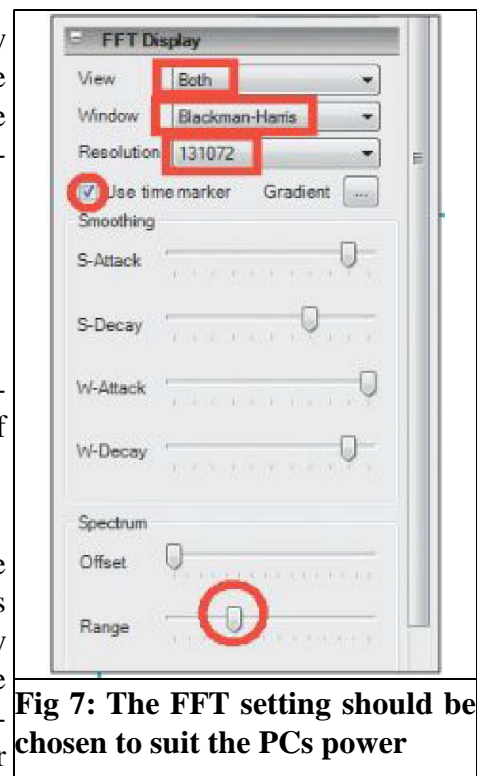 FFT Display
View Both
Window Blackman-Harris
Resolution 131072
Use time marker Gradient ...
Smoothing
S-Attack
S-Decay
W-Attack
W-Decay
Spectrum
Offset
Range
Fig 7: The FFT setting should be
chosen to suit the PCs power